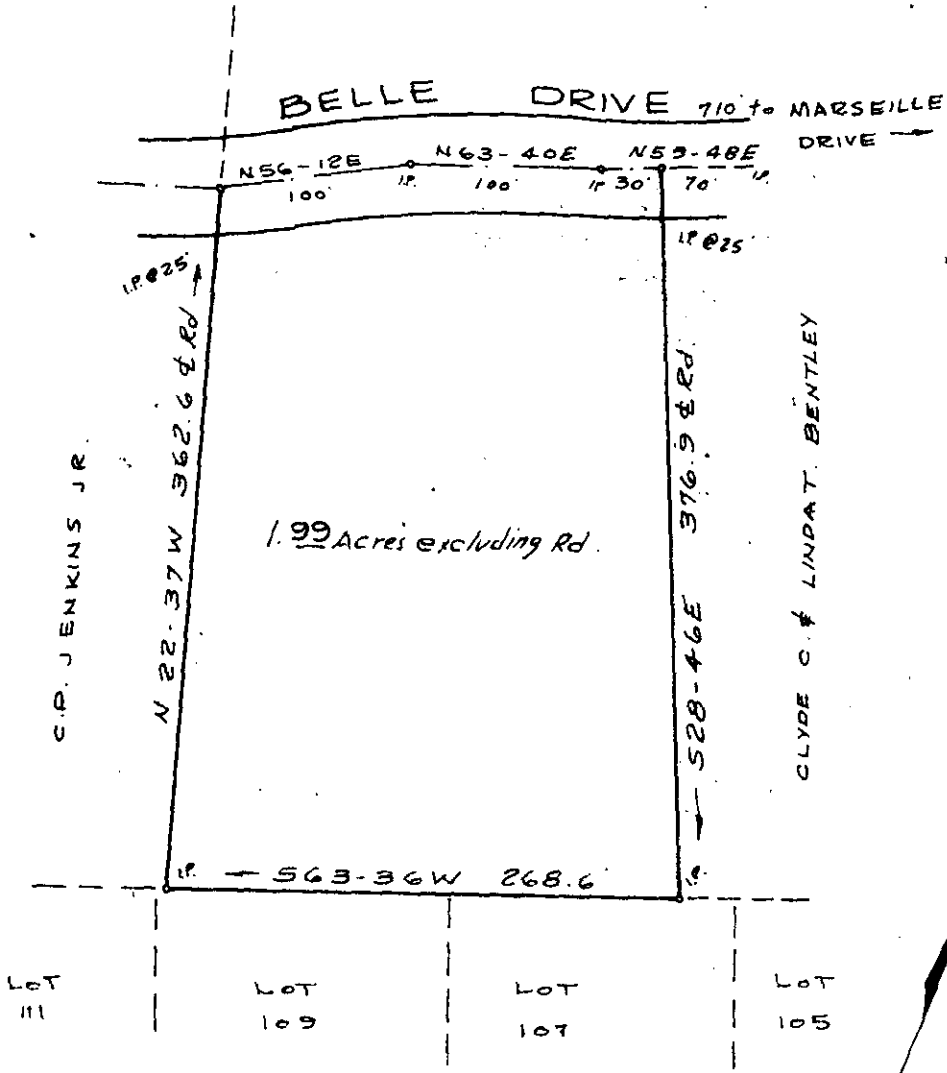 BELLE DRIVE
710' to MARSEILLE
DRIVE →
N56-12E
100'
I.P.
N63-40E
100'
I.P.
N59-48E
30'
70'
I.P.
I.P. @ 25'
I.P. @ 25'
N 22-37W 362.6 ℄ Rd
C.P. JENKINS JR.
1.99 Acres excluding Rd.
S28-46E 376.9 ℄ Rd.
CLYDE C. & LINDA T. BENTLEY
I.P.
S63-36W 268.6'
I.P.
LOT
111
LOT
109
LOT
107
LOT
105